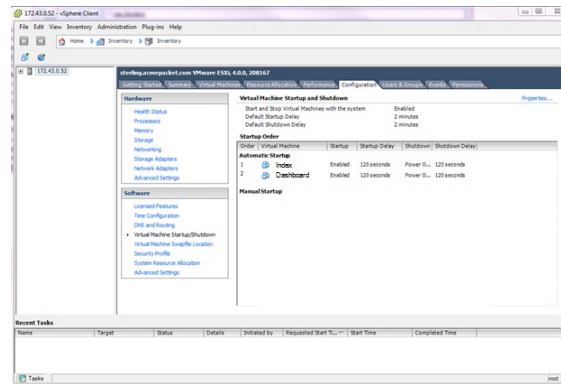 172.43.0.52 - vSphere Client
File Edit View Inventory Administration Plug-ins Help
Home Inventory Inventory
172.43.0.52
sterling.acmepacket.com VMware ESXi, 4.0.0, 208167
Getting Started Summary Virtual Machines Resource Allocation Performance Configuration Users & Groups Events Permissions
Hardware
Health Status
Processors
Memory
Storage
Networking
Storage Adapters
Network Adapters
Advanced Settings
Software
Licensed Features
Time Configuration
DNS and Routing
Virtual Machine Startup/Shutdown
Virtual Machine Swapfile Location
Security Profile
System Resource Allocation
Advanced Settings
Virtual Machine Startup and Shutdown Properties...
Start and Stop Virtual Machines with the system Enabled
Default Startup Delay 2 minutes
Default Shutdown Delay 2 minutes
Startup Order
Order Virtual Machine Startup Startup Delay Shutdown Shutdown Delay
Automatic Startup
1 Index Enabled 120 seconds Power O... 120 seconds
2 Dashboard Enabled 120 seconds Power O... 120 seconds
Manual Startup
Recent Tasks
Name Target Status Details Initiated by Requested Start Ti... Start Time Completed Time
Tasks root